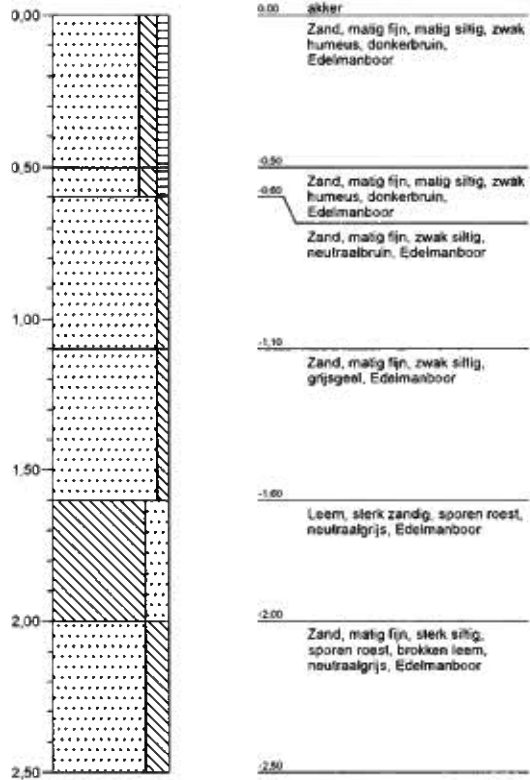 0,00
0.00 akker
Zand, matig fijn, matig siltig, zwak
humeus, donkerbruin,
Edelmanboor
0,50
-0.50
Zand, matig fijn, matig siltig, zwak
humeus, donkerbruin,
Edelmanboor
-0.60
Zand, matig fijn, zwak siltig,
neutraalbruin, Edelmanboor
1,00
-1.10
Zand, matig fijn, zwak siltig,
grijsgeel, Edelmanboor
1,50
-1.60
Leem, sterk zandig, sporen roest,
neutraalgrijs, Edelmanboor
2,00
-2.00
Zand, matig fijn, sterk siltig,
sporen roest, brokken leem,
neutraalgrijs, Edelmanboor
2,50
-2.50